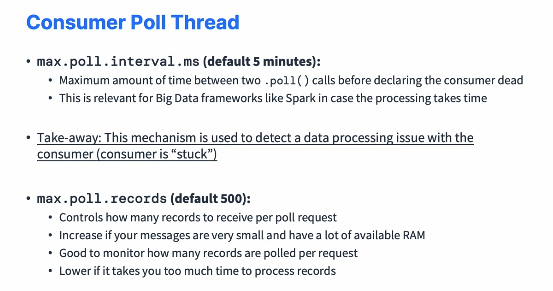 Consumer Poll Thread
• max.poll.interval.ms (default 5 minutes):
• Maximum amount of time between two .poll() calls before declaring the consumer dead
• This is relevant for Big Data frameworks like Spark in case the processing takes time
• Take-away: This mechanism is used to detect a data processing issue with the
consumer (consumer is “stuck”)
• max.poll.records (default 500):
• Controls how many records to receive per poll request
• Increase if your messages are very small and have a lot of available RAM
• Good to monitor how many records are polled per request
• Lower if it takes you too much time to process records